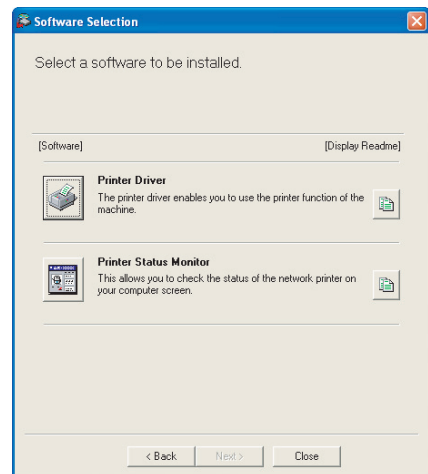 Software Selection
Select a software to be installed.
[Software] [Display Readme]
Printer Driver
The printer driver enables you to use the printer function of the
machine.
Printer Status Monitor
This allows you to check the status of the network printer on
your computer screen.
< Back Next > Close